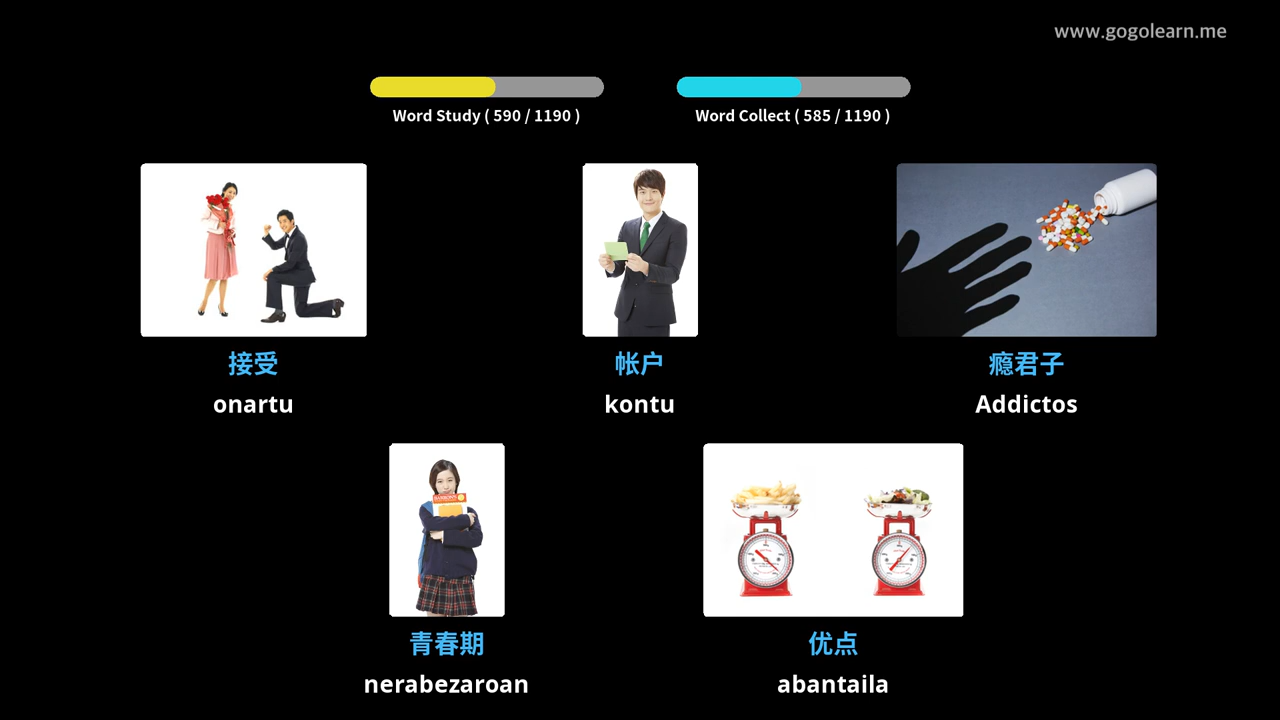 www.gogolearn.me
Word Study ( 590 / 1190 )
Word Collect ( 585 / 1190 )
接受
onartu
帐户
kontu
瘾君子
Addictos
青春期
nerabezaroan
优点
abantaila